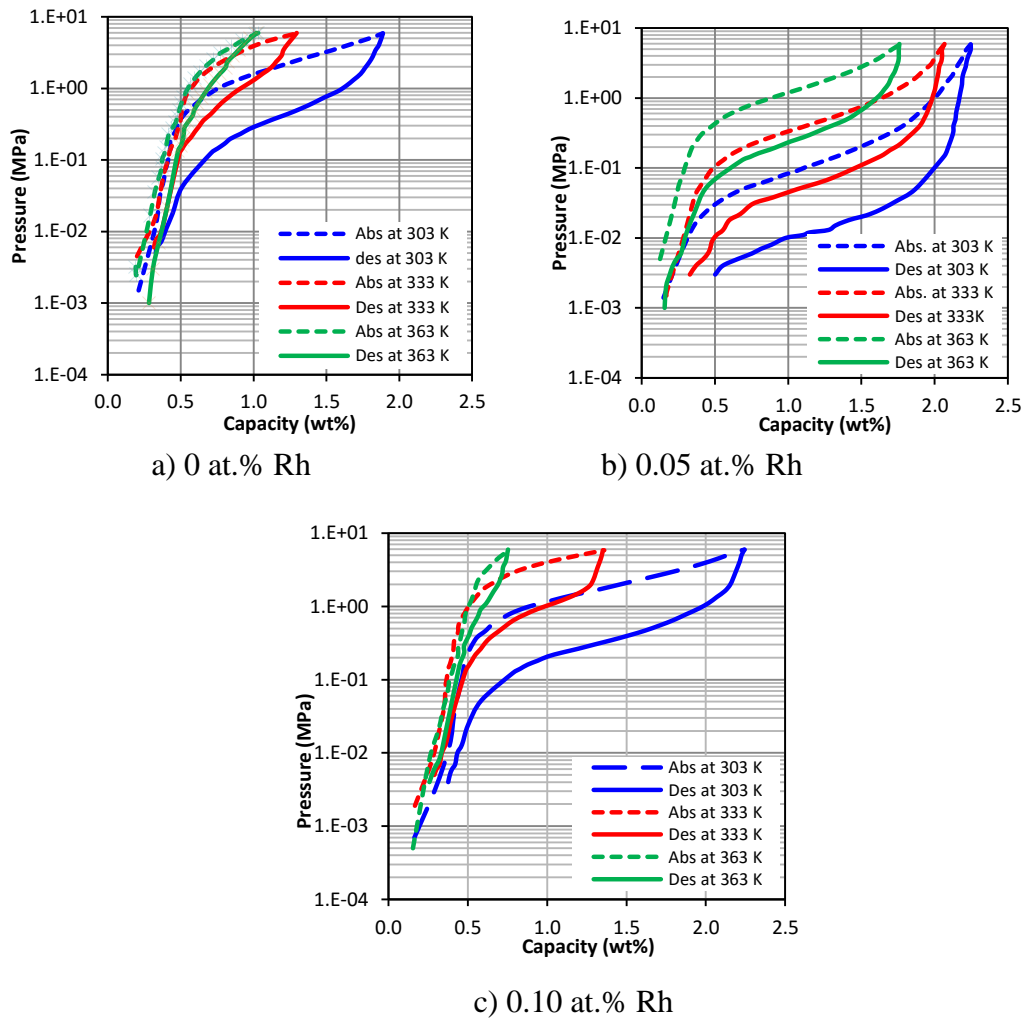 1.E+01
1.E+00
1.E-01
1.E-02
1.E-03
1.E-04
Pressure (MPa)
Abs at 303 K
des at 303 K
Abs at 333 K
Des at 333 K
Abs at 363 K
Des at 363 K
0.0 0.5 1.0 1.5 2.0 2.5
Capacity (wt%)
a) 0 at.% Rh
1.E+01
1.E+00
1.E-01
1.E-02
1.E-03
1.E-04
Pressure (MPa)
Abs. at 303 K
Des at 303 K
Abs. at 333 K
Des at 333K
Abs at 363 K
Des at 363 K
0.0 0.5 1.0 1.5 2.0 2.5
Capacity (wt%)
b) 0.05 at.% Rh
1.E+01
1.E+00
1.E-01
1.E-02
1.E-03
1.E-04
Pressure (MPa)
Abs at 303 K
Des at 303 K
Abs at 333 K
Des at 333 K
Abs at 363 K
Des at 363 K
0.0 0.5 1.0 1.5 2.0 2.5
Capacity (wt%)
c) 0.10 at.% Rh